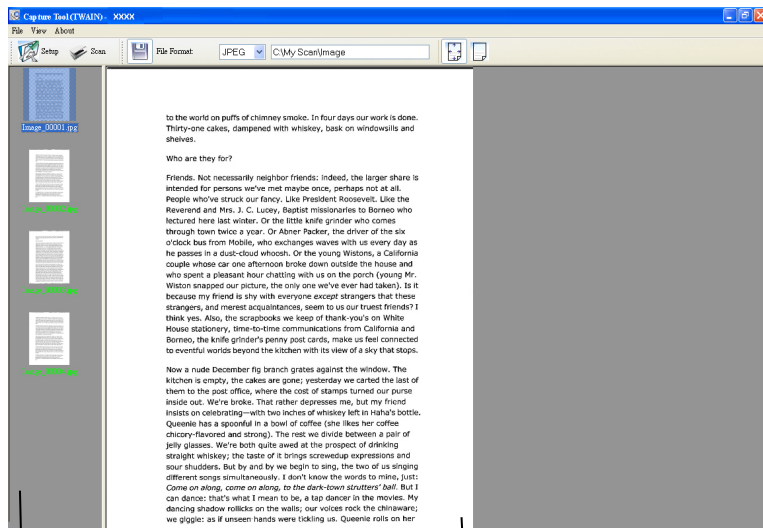 Capture Tool (TWAIN) - XXXX
File View About
Setup Scan File Format: JPEG C:\My Scan\Image
Image_00001.jpg
to the world on puffs of chimney smoke. In four days our work is done.
Thirty-one cakes, dampened with whiskey, bask on windowsills and
shelves.
Who are they for?
Friends. Not necessarily neighbor friends: indeed, the larger share is
intended for persons we've met maybe once, perhaps not at all.
People who've struck our fancy. Like President Roosevelt. Like the
Reverend and Mrs. J. C. Lucey, Baptist missionaries to Borneo who
lectured here last winter. Or the little knife grinder who comes
through town twice a year. Or Abner Packer, the driver of the six
o'clock bus from Mobile, who exchanges waves with us every day as
he passes in a dust-cloud whoosh. Or the young Wistons, a California
couple whose car one afternoon broke down outside the house and
who spent a pleasant hour chatting with us on the porch (young Mr.
Wiston snapped our picture, the only one we've ever had taken). Is it
because my friend is shy with everyone except strangers that these
strangers, and merest acquaintances, seem to us our truest friends? I
think yes. Also, the scrapbooks we keep of thank-you's on White
House stationery, time-to-time communications from California and
Borneo, the knife grinder's penny post cards, make us feel connected
to eventful worlds beyond the kitchen with its view of a sky that stops.
Now a nude December fig branch grates against the window. The
kitchen is empty, the cakes are gone; yesterday we carted the last of
them to the post office, where the cost of stamps turned our purse
inside out. We're broke. That rather depresses me, but my friend
insists on celebrating—with two inches of whiskey left in Haha's bottle.
Queenie has a spoonful in a bowl of coffee (she likes her coffee
chicory-flavored and strong). The rest we divide between a pair of
jelly glasses. We're both quite awed at the prospect of drinking
straight whiskey; the taste of it brings screwedup expressions and
sour shudders. But by and by we begin to sing, the two of us singing
different songs simultaneously. I don't know the words to mine, just:
Come on along, come on along, to the dark-town strutters' ball. But I
can dance: that's what I mean to be, a tap dancer in the movies. My
dancing shadow rollicks on the walls; our voices rock the chinaware;
we giggle: as if unseen hands were tickling us. Queenie rolls on her